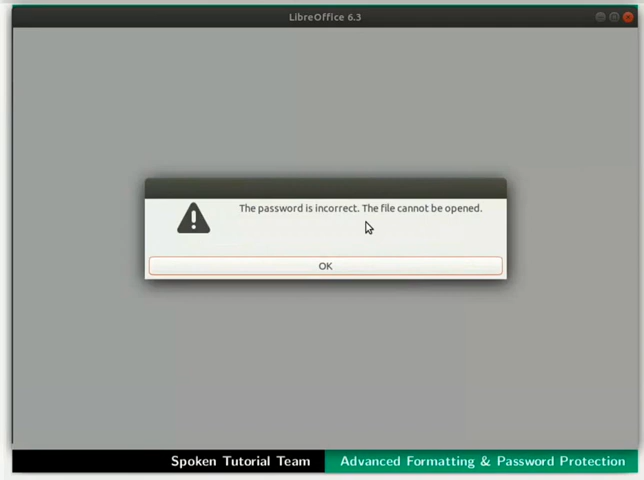 LibreOffice 6.3
The password is incorrect. The file cannot be opened.
OK
Spoken Tutorial Team
Advanced Formatting & Password Protection